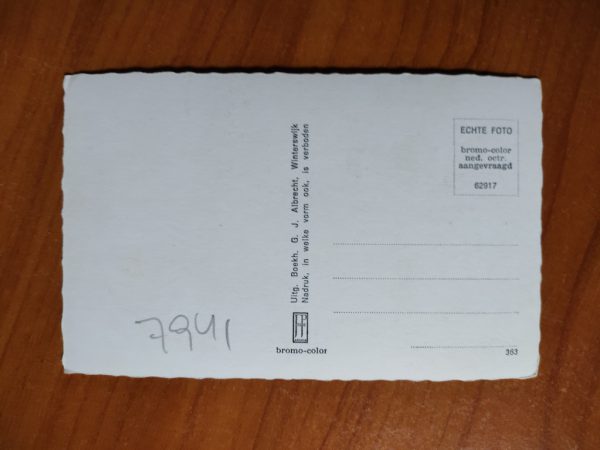 Uitg. Boekh. G. J. Albrecht, Winterswijk
Nadruk, in welke vorm ook, is verboden
ECHTE FOTO
bromo-color
ned. octr.
aangevraagd
62917
7941
bromo-color
383